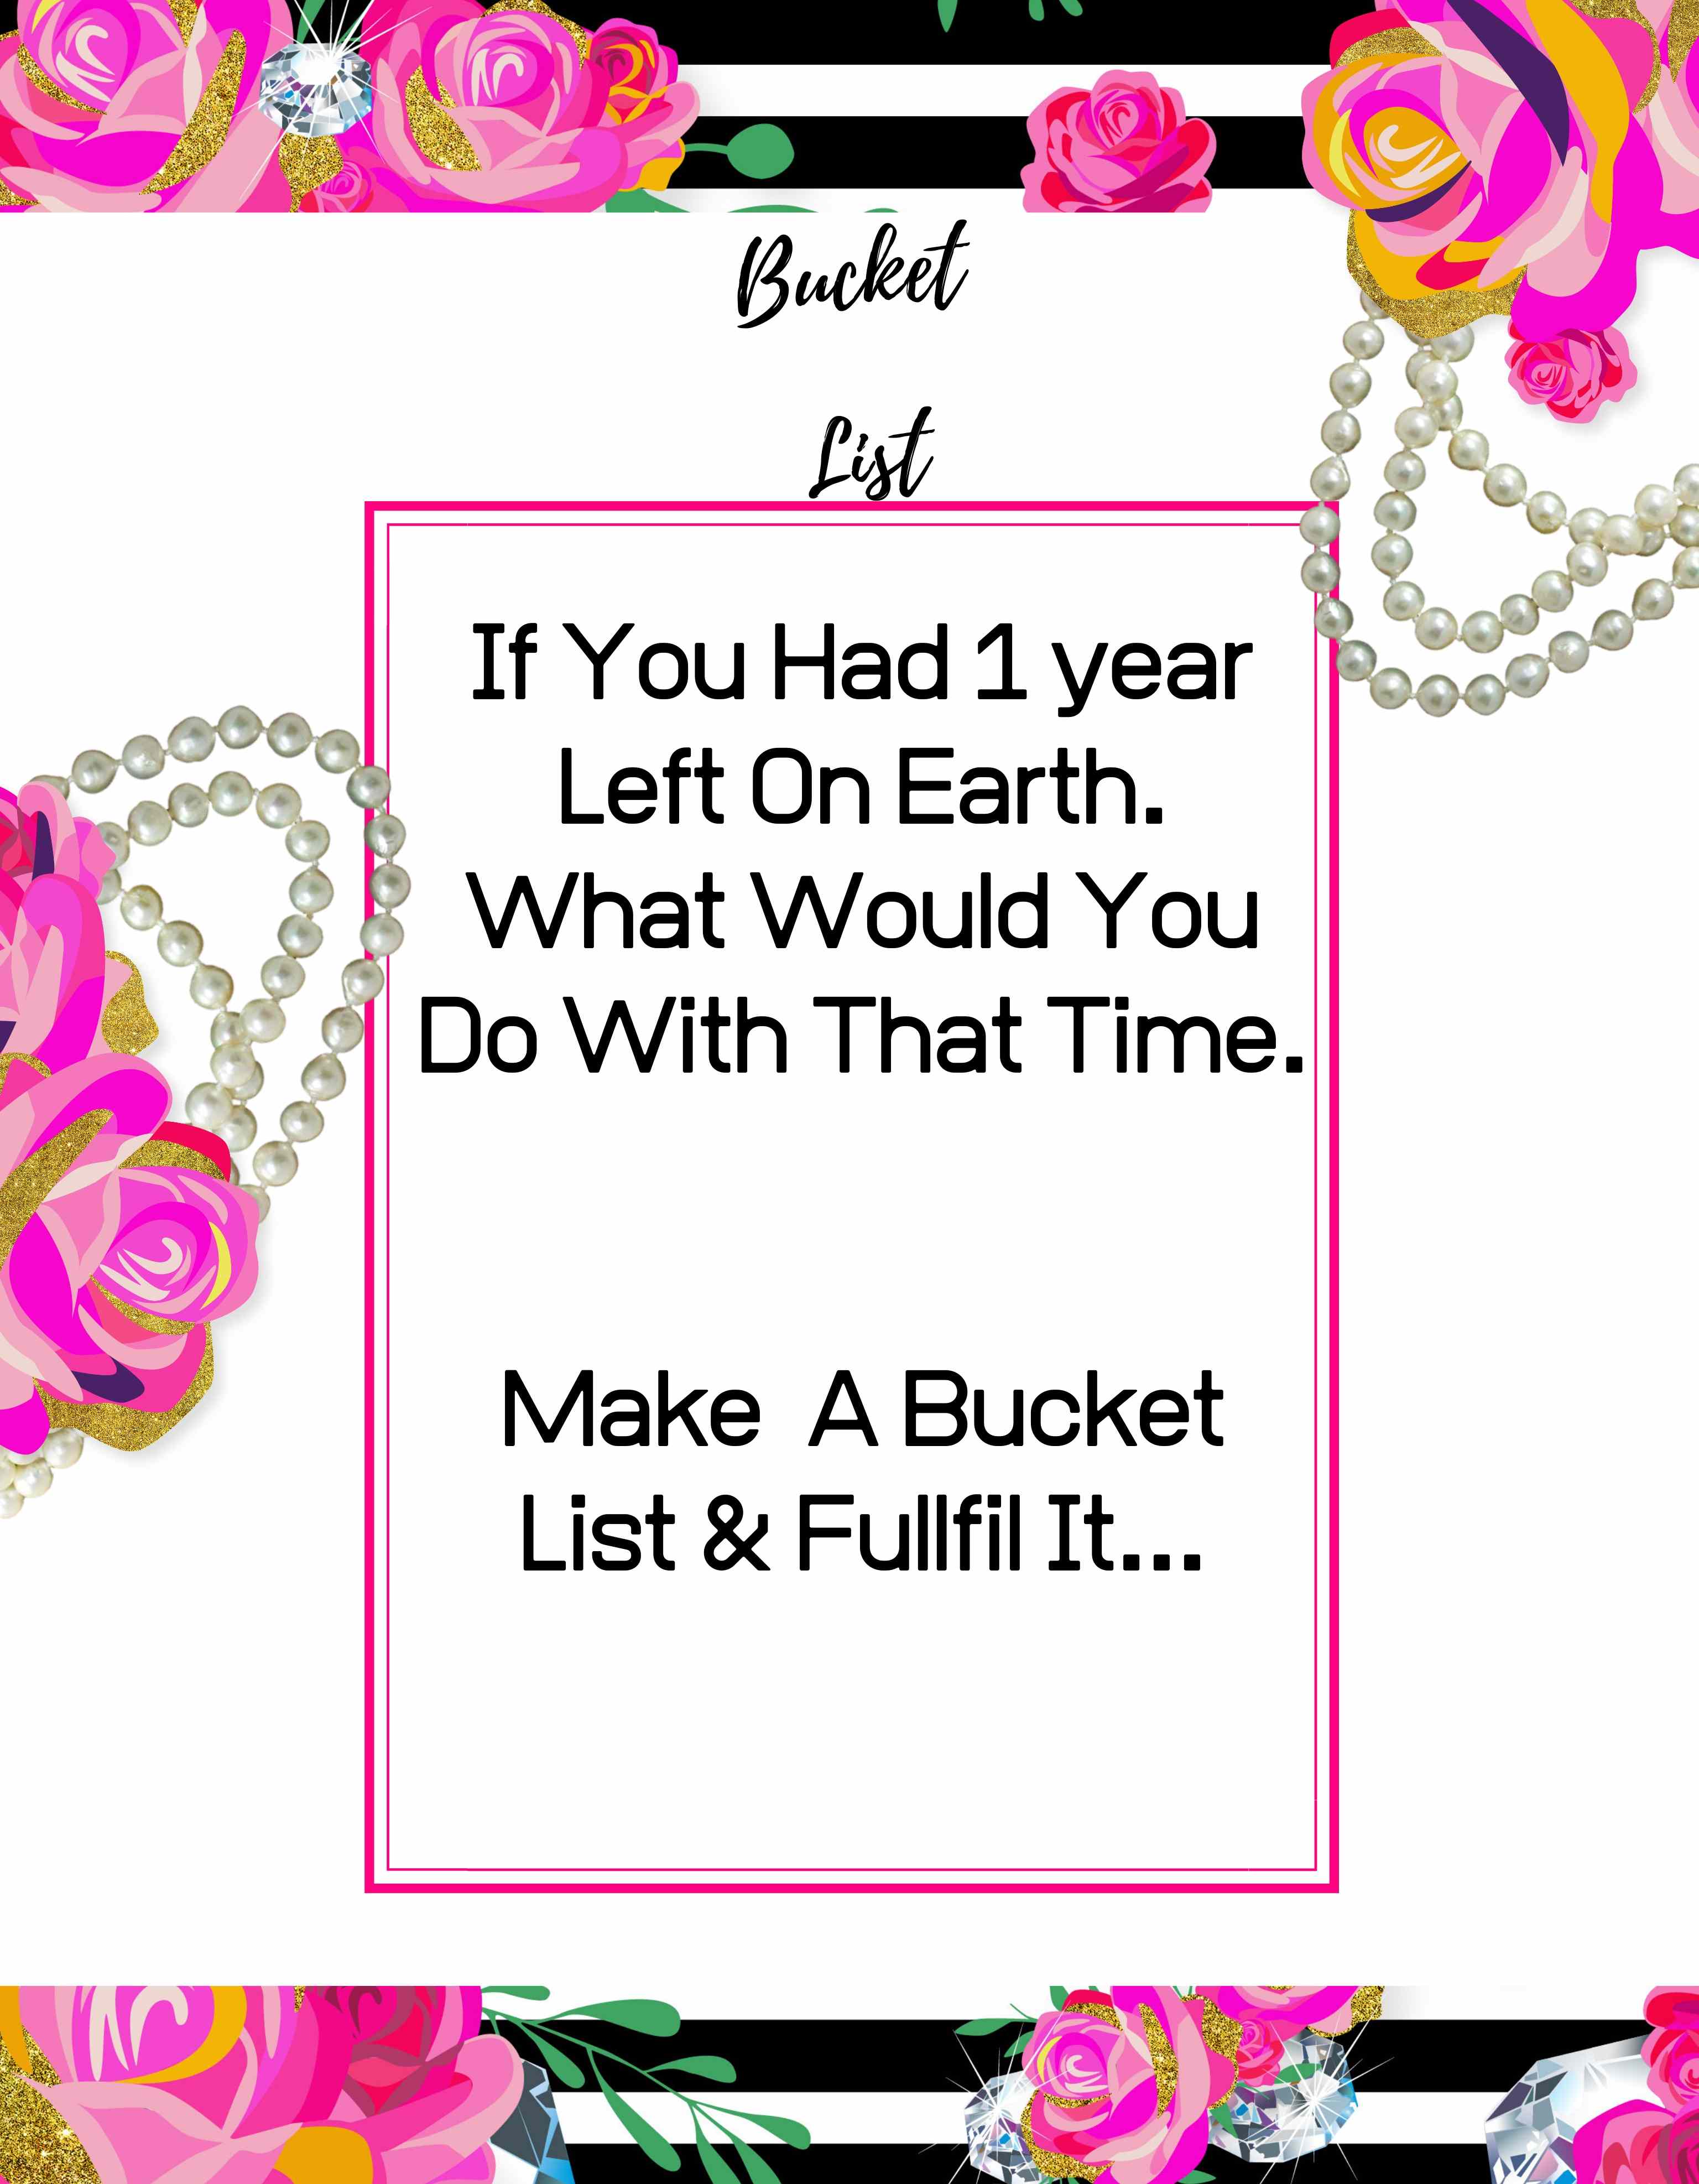 Bucket
List
If You Had 1 year
Left On Earth.
What Would You
Do With That Time.
Make A Bucket
List & Fullfil It...